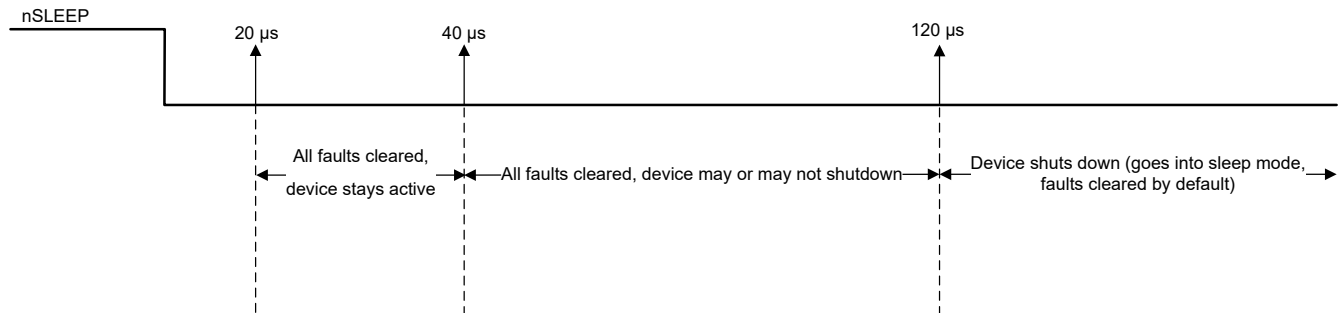 nSLEEP
20 µs
40 µs
120 µs
All faults cleared,
device stays active
All faults cleared, device may or may not shutdown
Device shuts down (goes into sleep mode,
faults cleared by default)